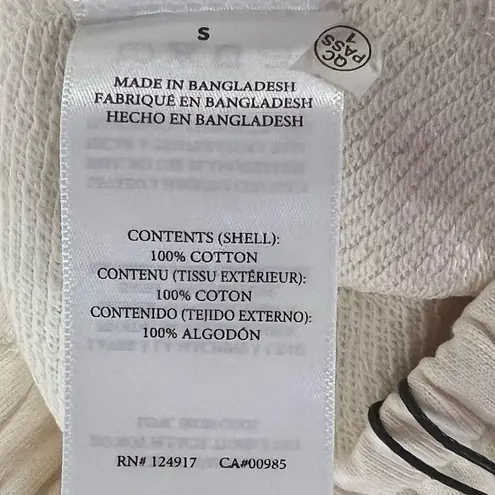 S
QC
PASS
1
MADE IN BANGLADESH
FABRIQUÉ EN BANGLADESH
HECHO EN BANGLADESH
CONTENTS (SHELL):
100% COTTON
CONTENU (TISSU EXTÉRIEUR):
100% COTON
CONTENIDO (TEJIDO EXTERNO):
100% ALGODÓN
RN# 124917 CA#00985